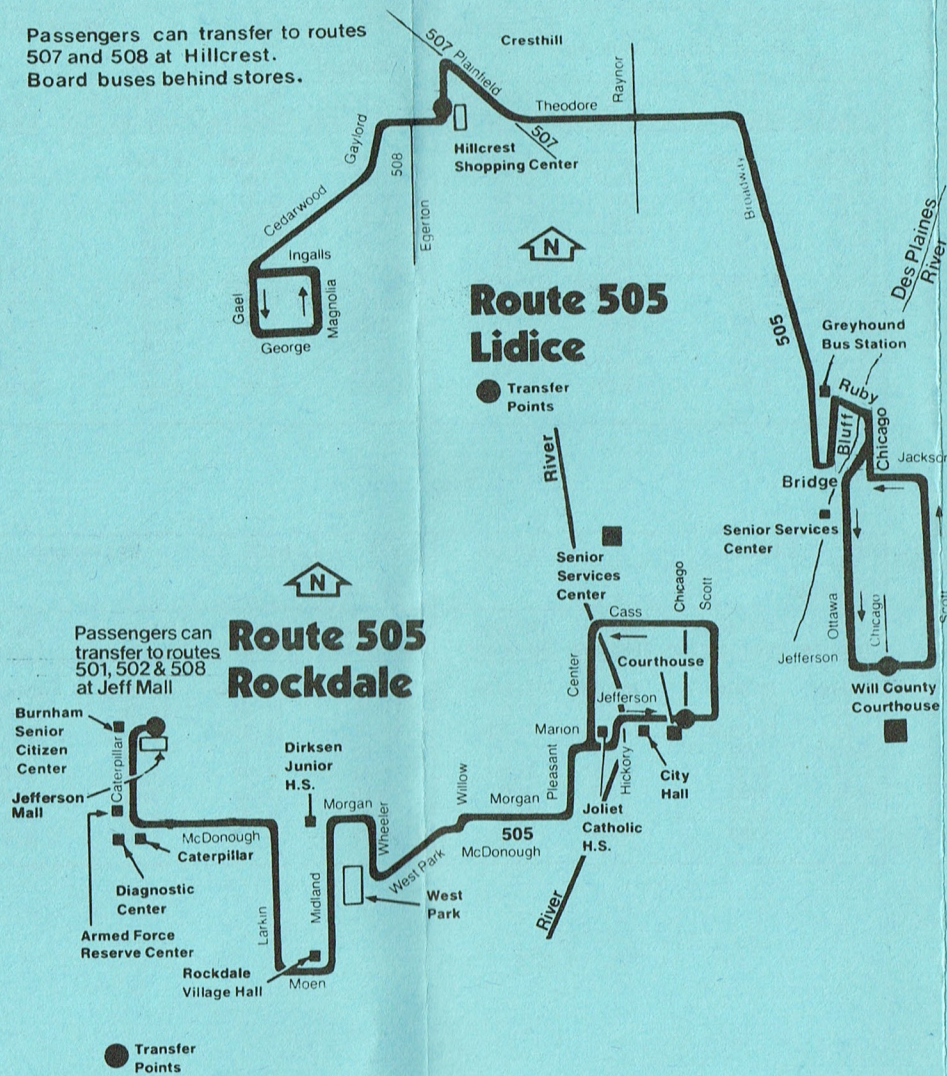 Passengers can transfer to routes
507 and 508 at Hillcrest.
Board buses behind stores.
507
Plainfield
Cresthill
Raynor
Theodore
507
Gaylord
508
Hillcrest
Shopping Center
Cedarwood
Egerton
Broadway
Des Plaines
River
Ingalls
Gael
Magnolia
George
N
Route 505
Lidice
Transfer
Points
505
Greyhound
Bus Station
Ruby
Bluff
Chicago
Jackson
Bridge
Senior Services
Center
Ottawa
Chicago
Scott
Jefferson
Will County
Courthouse
River
Senior
Services
Center
Chicago
Scott
Cass
Center
Courthouse
Jefferson
Marion
Pleasant
Hickory
City
Hall
Joliet
Catholic
H.S.
River
N
Passengers can
transfer to routes
501, 502 & 508
at Jeff Mall
Route 505
Rockdale
Burnham
Senior
Citizen
Center
Caterpillar
Jefferson
Mall
Dirksen
Junior
H.S.
Morgan
Wheeler
Willow
Morgan
505
McDonough
McDonough
Caterpillar
West Park
Diagnostic
Center
Larkin
Midland
West
Park
Armed Force
Reserve Center
Rockdale
Village Hall
Moen
Transfer
Points